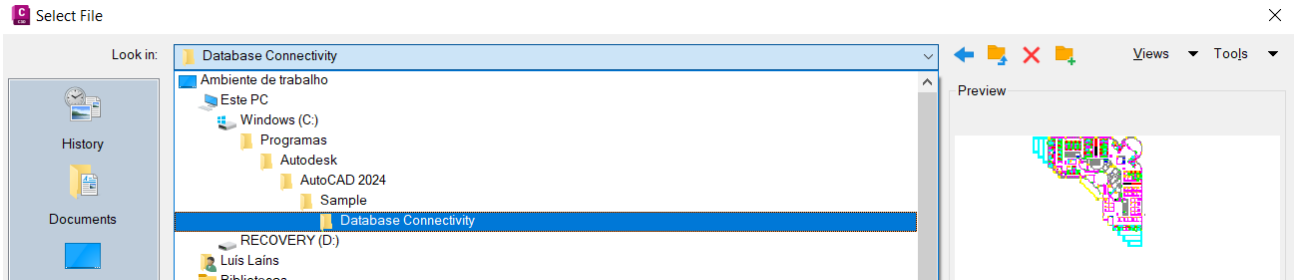 Select File
Look in:
Database Connectivity
Views
Tools
History
Documents
Ambiente de trabalho
Este PC
Windows (C:)
Programas
Autodesk
AutoCAD 2024
Sample
Database Connectivity
RECOVERY (D:)
Luís Laíns
Preview